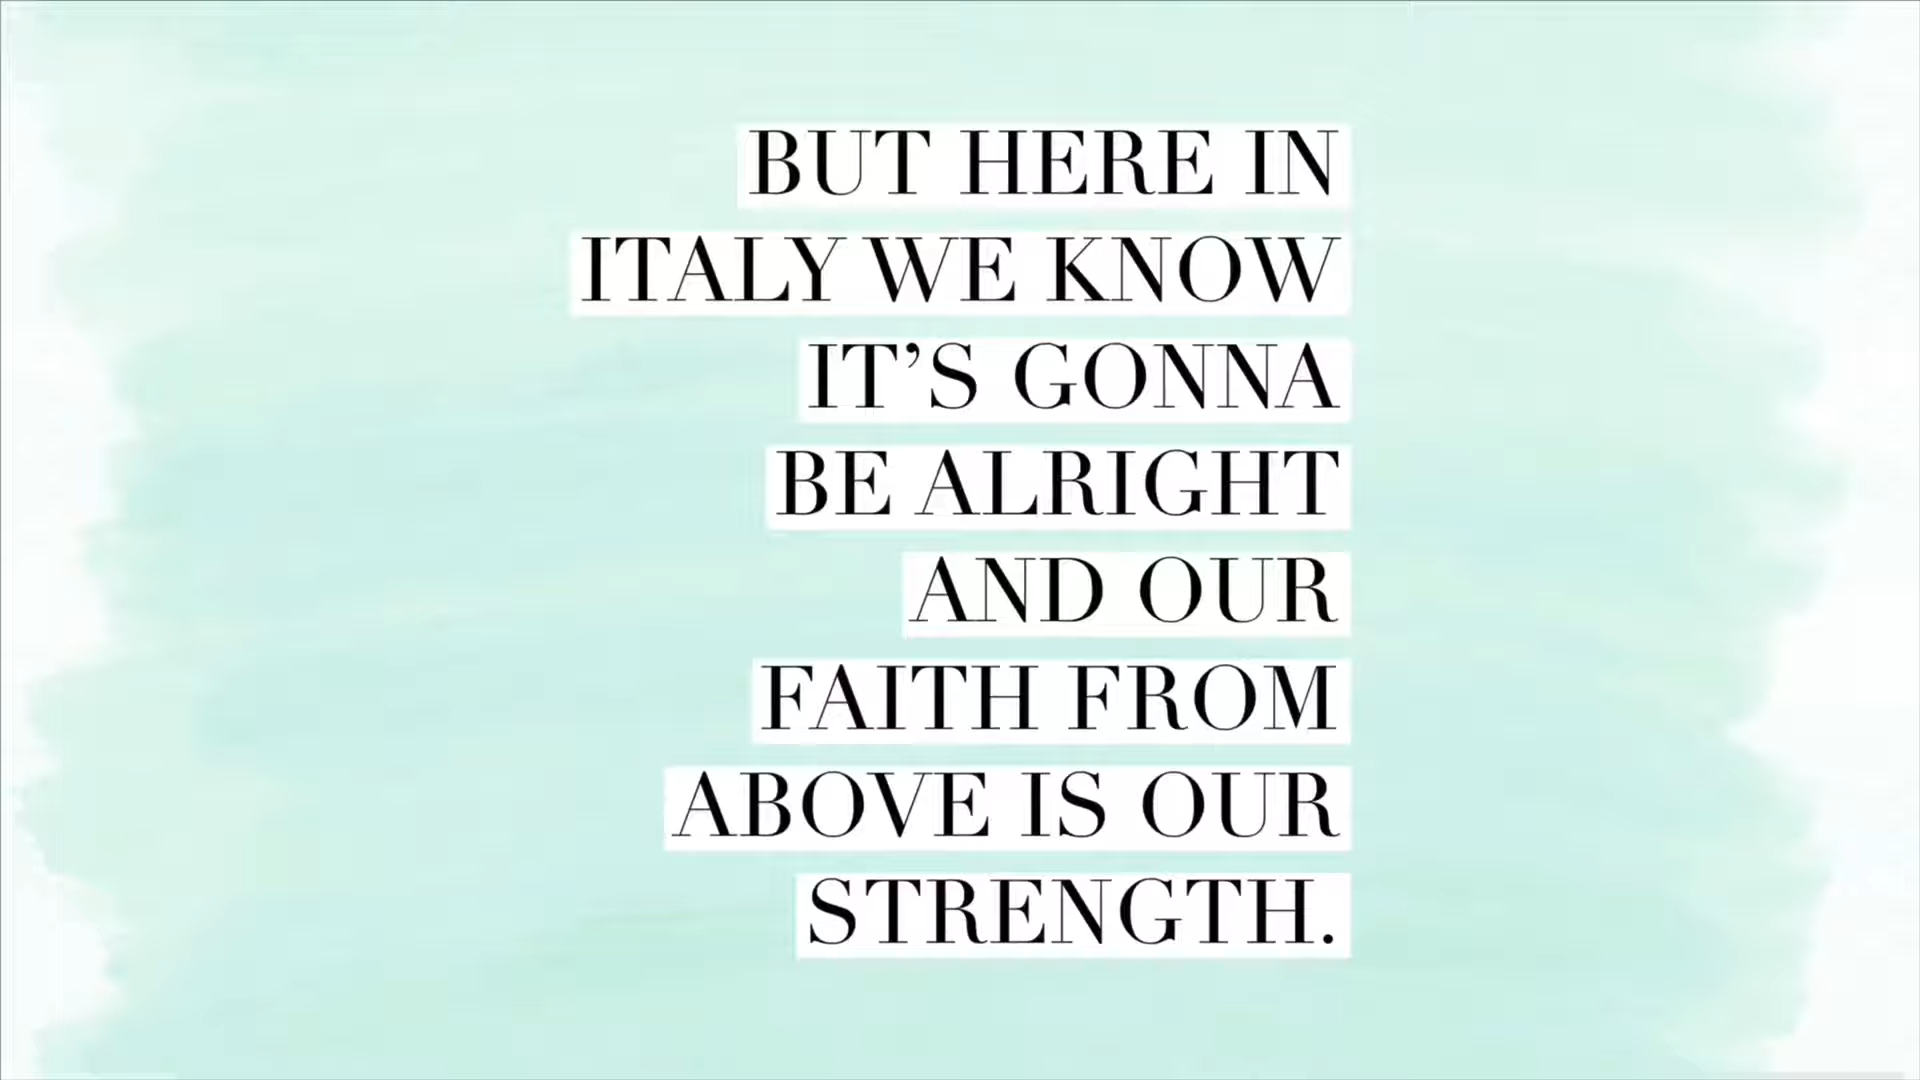 BUT HERE IN
ITALY WE KNOW
IT’S GONNA
BE ALRIGHT
AND OUR
FAITH FROM
ABOVE IS OUR
STRENGTH.